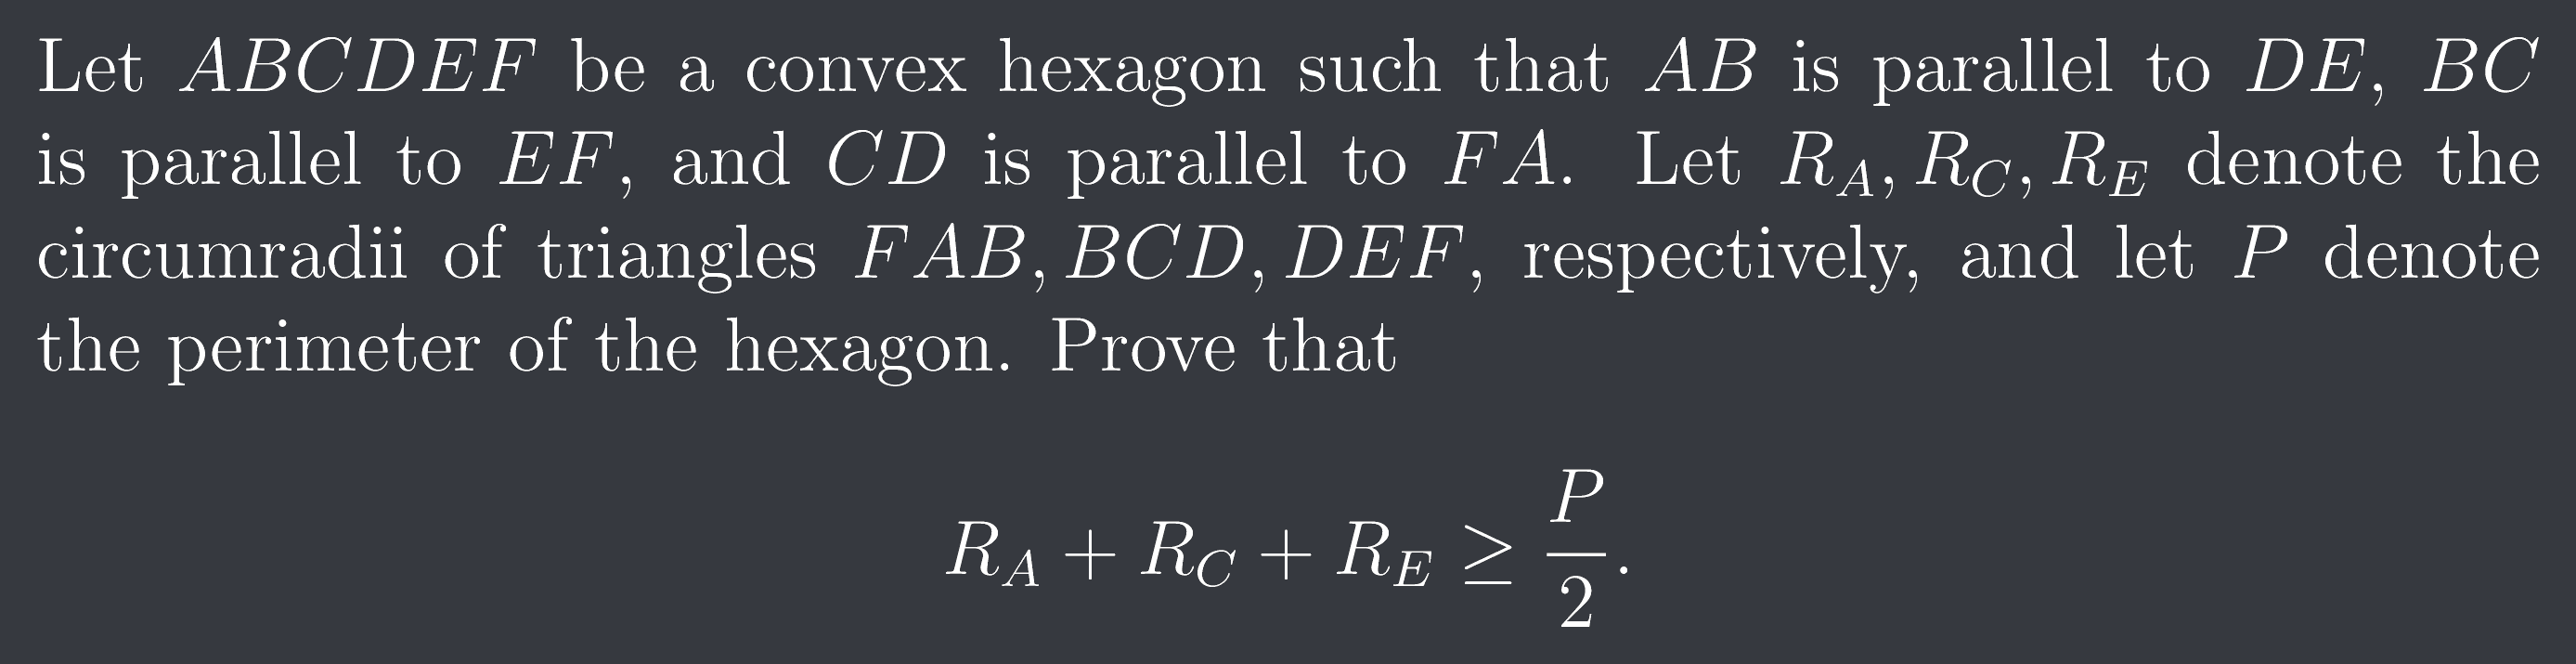 Let ABCDEF be a convex hexagon such that AB is parallel to DE, BC
is parallel to EF, and CD is parallel to FA. Let R_A, R_C, R_E denote the
circumradii of triangles FAB, BCD, DEF, respectively, and let P denote
the perimeter of the hexagon. Prove that
R_A + R_C + R_E ≥ P/2.